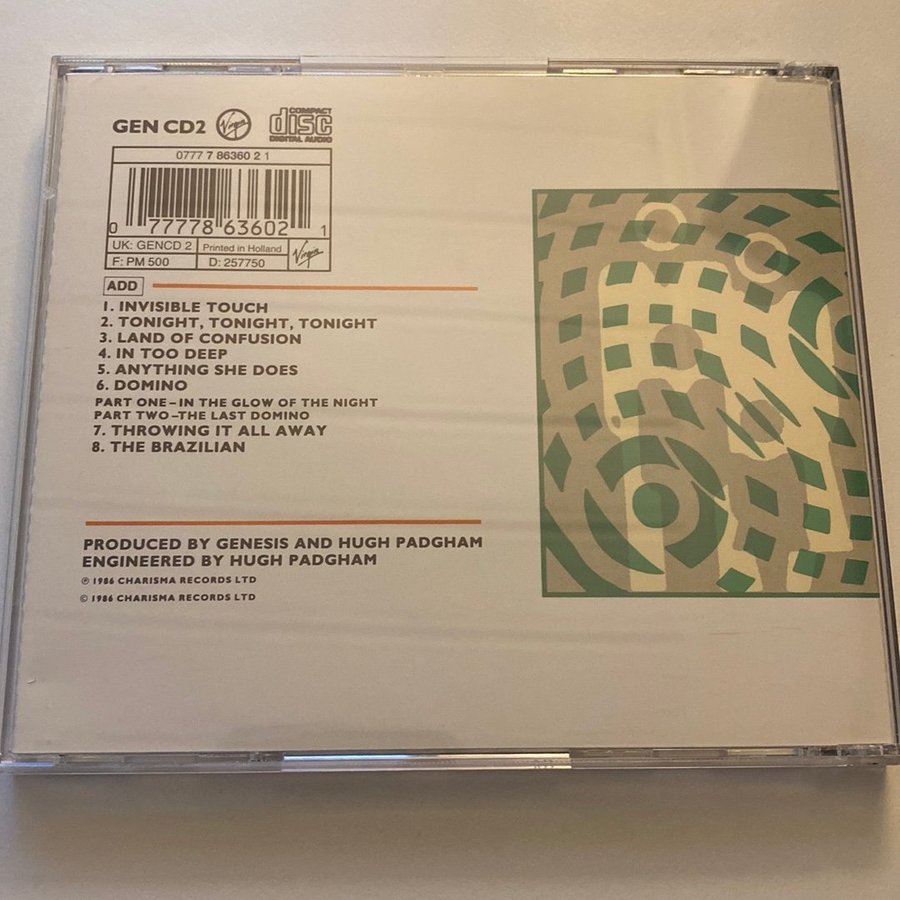 GEN CD2 Virgin COMPACT disc DIGITAL AUDIO
0777 7 86360 2 1
0 77778 63602 1
UK: GENCD 2 Printed in Holland Virgin
F: PM 500 D: 257750
ADD
1. INVISIBLE TOUCH
2. TONIGHT, TONIGHT, TONIGHT
3. LAND OF CONFUSION
4. IN TOO DEEP
5. ANYTHING SHE DOES
6. DOMINO
PART ONE–IN THE GLOW OF THE NIGHT
PART TWO–THE LAST DOMINO
7. THROWING IT ALL AWAY
8. THE BRAZILIAN
PRODUCED BY GENESIS AND HUGH PADGHAM
ENGINEERED BY HUGH PADGHAM
℗ 1986 CHARISMA RECORDS LTD
© 1986 CHARISMA RECORDS LTD